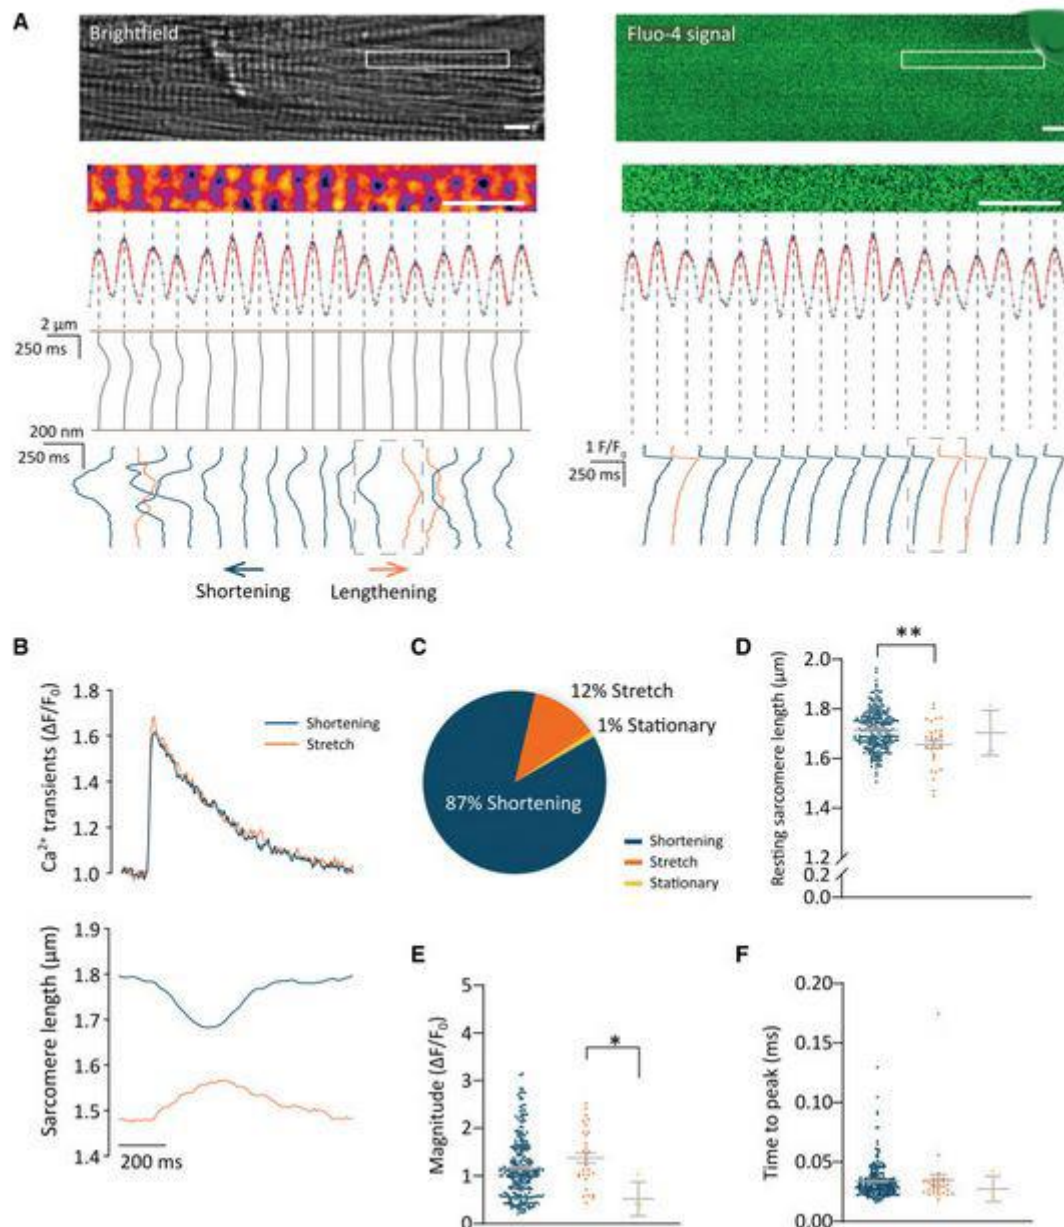 A
Brightfield
Fluo-4 signal
2 µm
250 ms
200 nm
250 ms
1 F/F₀
250 ms
Shortening
Lengthening
B
Ca²⁺ transients (ΔF/F₀)
1.8
1.6
1.4
1.2
1.0
Shortening
Stretch
Sarcomere length (µm)
1.9
1.8
1.7
1.6
1.5
1.4
200 ms
C
12% Stretch
1% Stationary
87% Shortening
Shortening
Stretch
Stationary
D
Resting sarcomere length (µm)
2.0
1.8
1.6
1.4
1.2
0.2
0.0
**
E
Magnitude (ΔF/F₀)
5
4
3
2
1
0
*
F
Time to peak (ms)
0.20
0.15
0.10
0.05
0.00